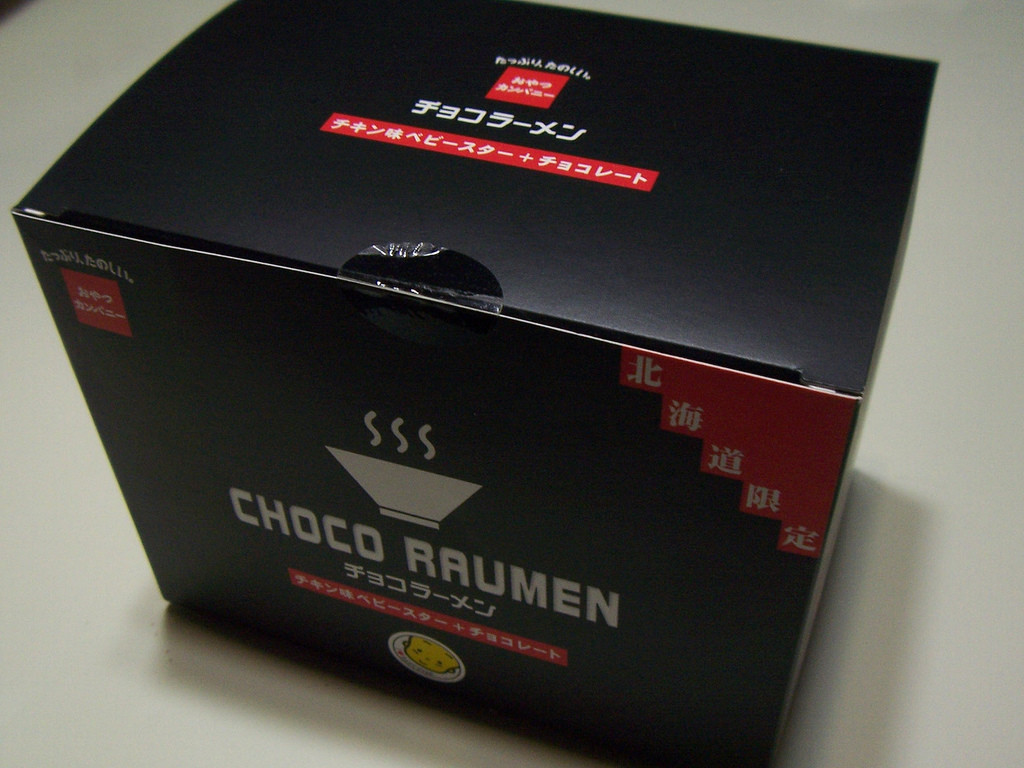 たっぷり、たのしい。
おやつ
カンパニー
チョコラーメン
チキン味ベビースター+チョコレート
たっぷり、たのしい。
おやつ
カンパニー
北海道限定
CHOCO RAUMEN
チョコラーメン
チキン味ベビースター+チョコレート